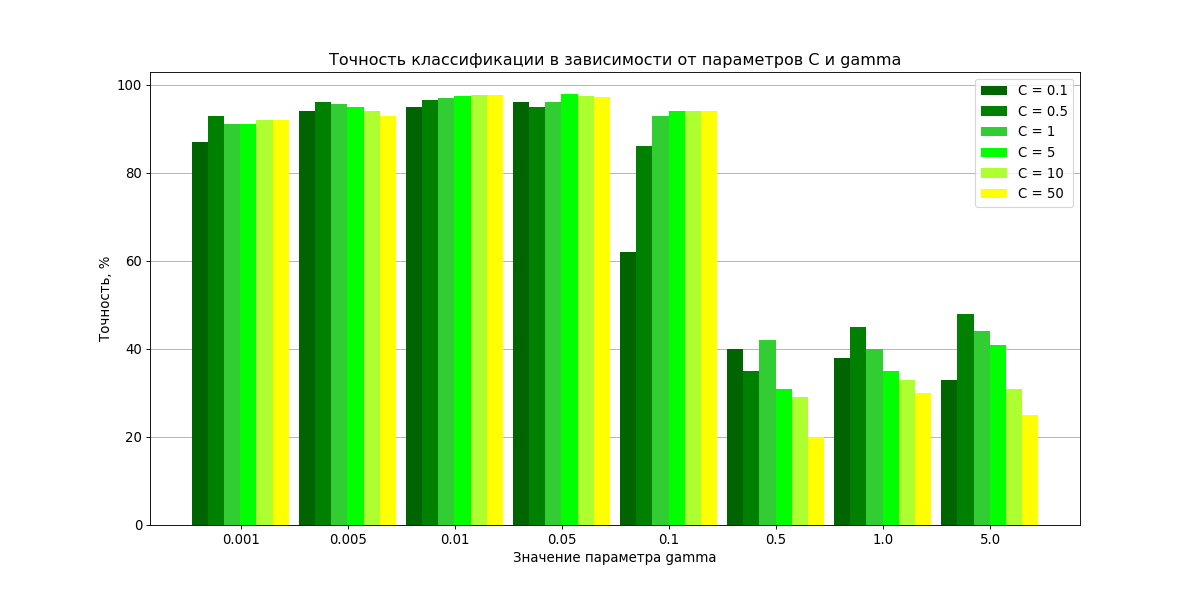 Точность классификации в зависимости от параметров C и gamma
100
80
60
40
20
0
Точность, %
C = 0.1
C = 0.5
C = 1
C = 5
C = 10
C = 50
0.001 0.005 0.01 0.05 0.1 0.5 1.0 5.0
Значение параметра gamma